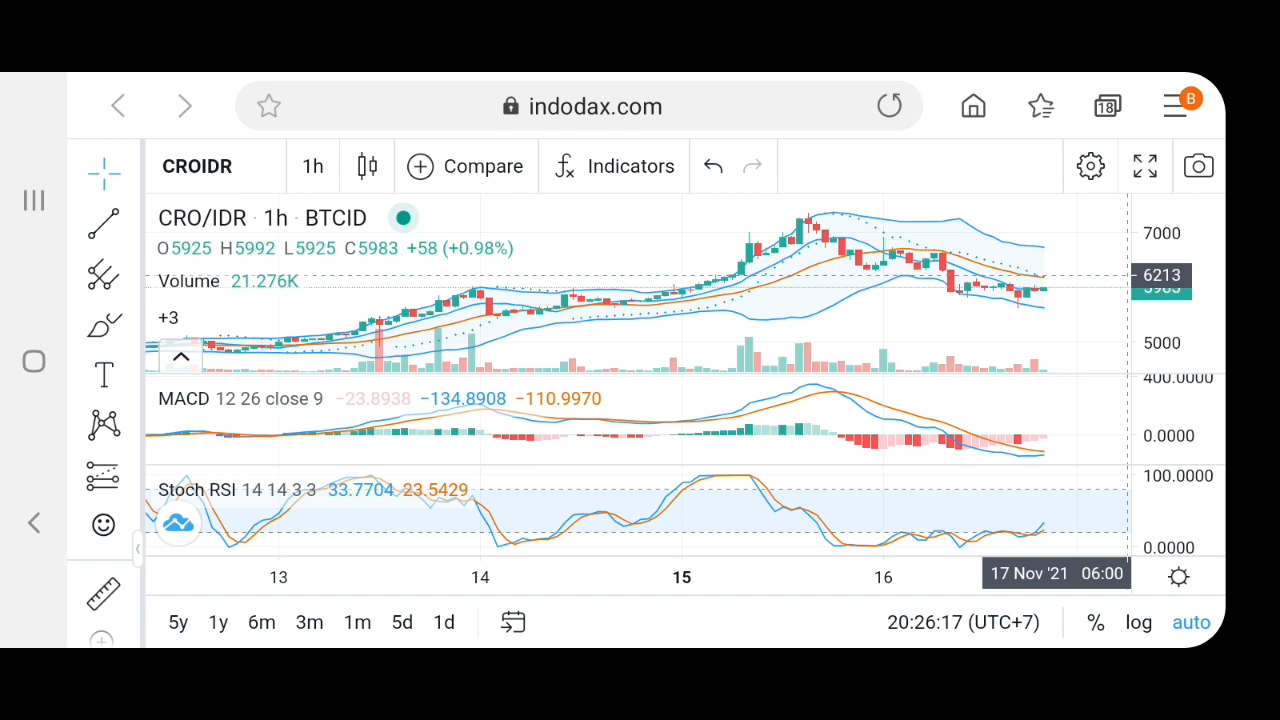 indodax.com
18
B
CROIDR
1h
Compare
Indicators
CRO/IDR · 1h · BTCID
O5925 H5992 L5925 C5983 +58 (+0.98%)
Volume 21.276K
+3
7000
6213
5983
5000
MACD 12 26 close 9 −23.8938 −134.8908 −110.9970
400.0000
0.0000
Stoch RSI 14 14 3 3 33.7704 23.5429
100.0000
0.0000
13
14
15
16
17 Nov '21 06:00
5y 1y 6m 3m 1m 5d 1d
20:26:17 (UTC+7)
% log auto